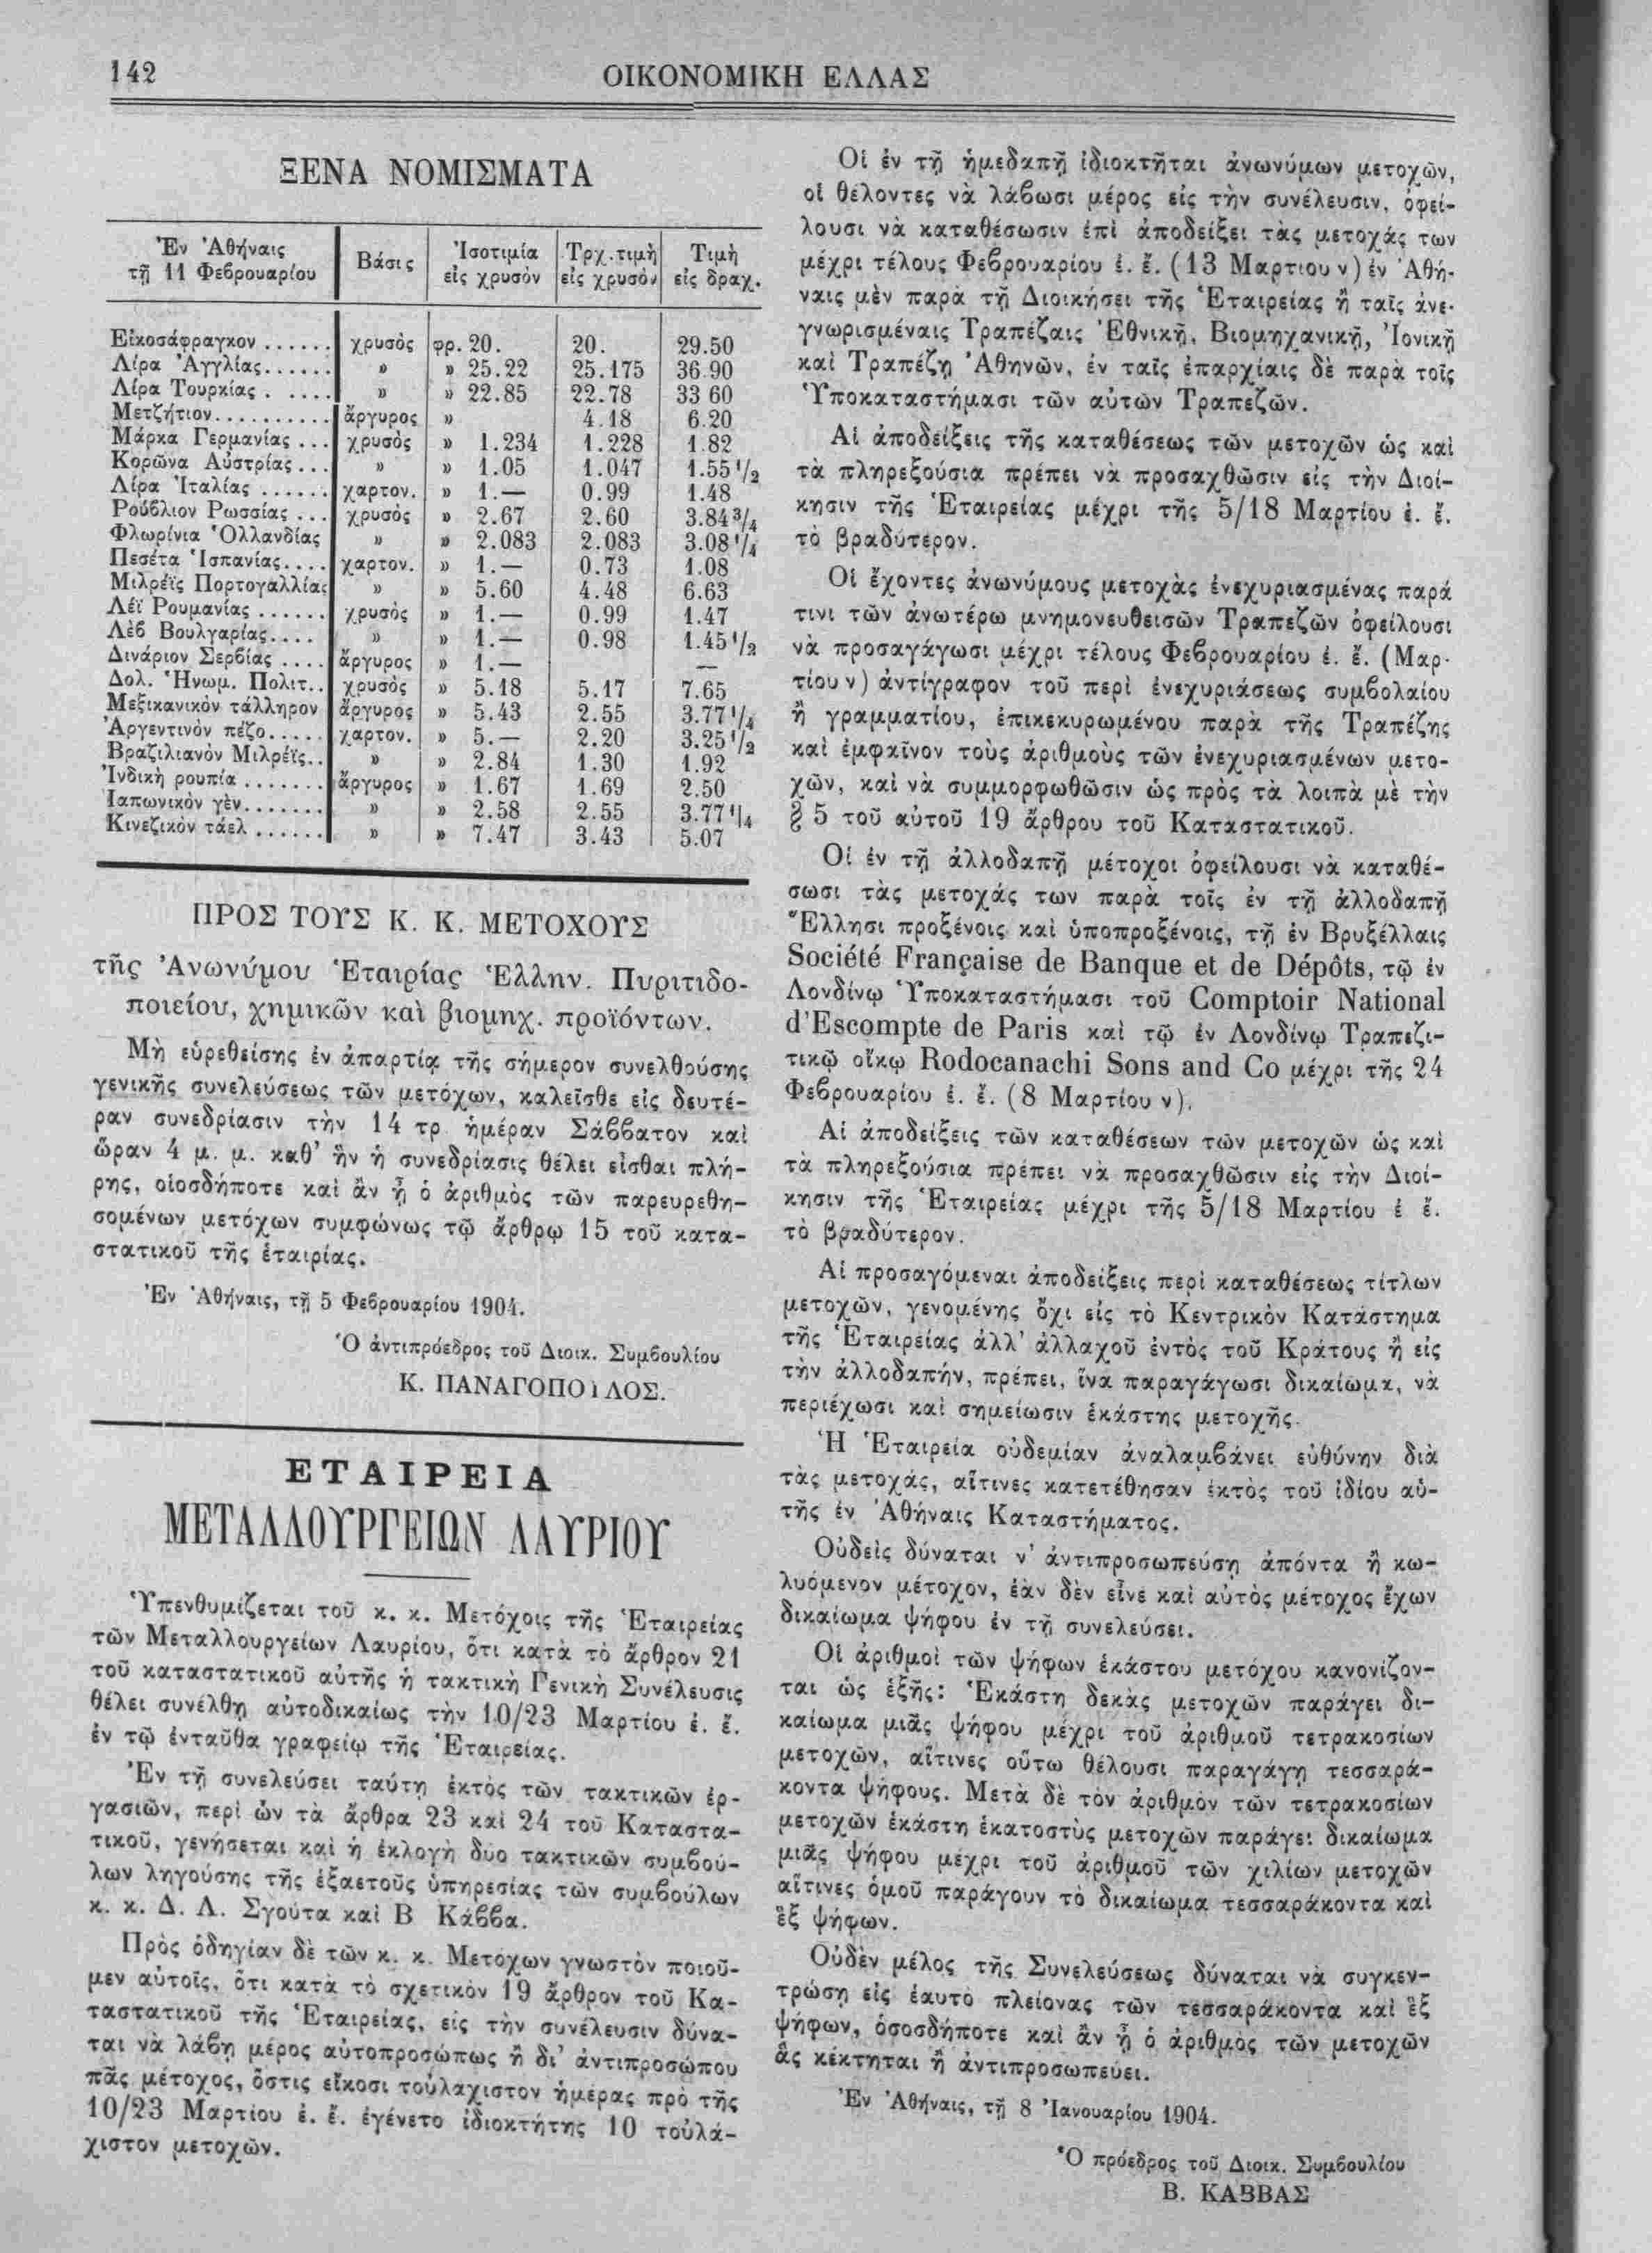 142
ΟΙΚΟΝΟΜΙΚΗ ΕΛΛΑΣ
ΞΕΝΑ ΝΟΜΙΣΜΑΤΑ
Ἐν Ἀθήναις τῇ 11 Φεβρουαρίου | Βάσις | Ἰσοτιμία εἰς χρυσὸν | Τρχ. τιμὴ εἰς χρυσὸν | Τιμὴ εἰς δραχ.
Εἰκοσάφραγκον ...... χρυσὸς φρ. 20. 20. 29.50
Λίρα Ἀγγλίας...... » » 25.22 25.175 36.90
Λίρα Τουρκίας . .... » » 22.85 22.78 33 60
Μετζήτιον.......... ἄργυρος » 4.18 6.20
Μάρκα Γερμανίας ... χρυσὸς » 1.234 1.228 1.82
Κορῶνα Αὐστρίας... » » 1.05 1.047 1.55 1/2
Λίρα Ἰταλίας ...... χαρτον. » 1.— 0.99 1.48
Ρούβλιον Ρωσσίας ... χρυσὸς » 2.67 2.60 3.84 3/4
Φλωρίνια Ὁλλανδίας » » 2.083 2.083 3.08 1/4
Πεσέτα Ἱσπανίας.... χαρτον. » 1.— 0.73 1.08
Μιλρέϊς Πορτογαλλίας » » 5.60 4.48 6.63
Λέϊ Ρουμανίας ...... χρυσὸς » 1.— 0.99 1.47
Λὲβ Βουλγαρίας.... » » 1.— 0.98 1.45 1/2
Δινάριον Σερβίας .... ἄργυρος » 1.— —
Δολ. Ἡνωμ. Πολιτ.. χρυσὸς » 5.18 5.17 7.65
Μεξικανικὸν τάλληρον ἄργυρος » 5.43 2.55 3.77 1/4
Ἀργεντινὸν πέζο..... χαρτον. » 5.— 2.20 3.25 1/2
Βραζιλιανὸν Μιλρέϊς.. » » 2.84 1.30 1.92
Ἰνδικὴ ρουπία ....... ἄργυρος » 1.67 1.69 2.50
Ἰαπωνικὸν γὲν....... » » 2.58 2.55 3.77 1/4
Κινεζικὸν τάελ ...... » » 7.47 3.43 5.07
ΠΡΟΣ ΤΟΥΣ Κ. Κ. ΜΕΤΟΧΟΥΣ
τῆς Ἀνωνύμου Ἑταιρίας Ἑλλην. Πυριτιδο-
ποιείου, χημικῶν καὶ βιομηχ. προϊόντων.
Μὴ εὑρεθείσης ἐν ἀπαρτίᾳ τῆς σήμερον συνελθούσης
γενικῆς συνελεύσεως τῶν μετόχων, καλεῖσθε εἰς δευτέ-
ραν συνεδρίασιν τὴν 14 τρ ἡμέραν Σάββατον καὶ
ὥραν 4 μ. μ. καθ' ἣν ἡ συνεδρίασις θέλει εἶσθαι πλή-
ρης, οἱοσδήποτε καὶ ἂν ᾖ ὁ ἀριθμὸς τῶν παρευρεθη-
σομένων μετόχων συμφώνως τῷ ἄρθρῳ 15 τοῦ κατα-
στατικοῦ τῆς ἑταιρίας.
Ἐν Ἀθήναις, τῇ 5 Φεβρουαρίου 1904.
Ὁ ἀντιπρόεδρος τοῦ Διοικ. Συμβουλίου
Κ. ΠΑΝΑΓΟΠΟΥΛΟΣ.
ΕΤΑΙΡΕΙΑ
ΜΕΤΑΛΛΟΥΡΓΕΙΩΝ ΛΑΥΡΙΟΥ
Ὑπενθυμίζεται τοῦ κ. κ. Μετόχοις τῆς Ἑταιρείας
τῶν Μεταλλουργείων Λαυρίου, ὅτι κατὰ τὸ ἄρθρον 21
τοῦ καταστατικοῦ αὐτῆς ἡ τακτικὴ Γενικὴ Συνέλευσις
θέλει συνέλθῃ αὐτοδικαίως τὴν 10/23 Μαρτίου ἐ. ἔ.
ἐν τῷ ἐνταῦθα γραφείῳ τῆς Ἑταιρείας.
Ἐν τῇ συνελεύσει ταύτῃ ἐκτὸς τῶν τακτικῶν ἐρ-
γασιῶν, περὶ ὧν τὰ ἄρθρα 23 καὶ 24 τοῦ Καταστα-
τικοῦ, γενήσεται καὶ ἡ ἐκλογὴ δύο τακτικῶν συμβού-
λων ληγούσης τῆς ἑξαετοῦς ὑπηρεσίας τῶν συμβούλων
κ. κ. Δ. Λ. Σγούτα καὶ Β Κάββα.
Πρὸς ὁδηγίαν δὲ τῶν κ. κ. Μετόχων γνωστὸν ποιοῦ-
μεν αὐτοῖς, ὅτι κατὰ τὸ σχετικὸν 19 ἄρθρον τοῦ Κα-
ταστατικοῦ τῆς Ἑταιρείας, εἰς τὴν συνέλευσιν δύνα-
ται νὰ λάβῃ μέρος αὐτοπροσώπως ἢ δι' ἀντιπροσώπου
πᾶς μέτοχος, ὅστις εἴκοσι τοὐλαχιστον ἡμέρας πρὸ τῆς
10/23 Μαρτίου ἐ. ἔ. ἐγένετο ἰδιοκτήτης 10 τοὐλά-
χιστον μετοχῶν.
Οἱ ἐν τῇ ἡμεδαπῇ ἰδιοκτῆται ἀνωνύμων μετοχῶν,
οἱ θέλοντες νὰ λάβωσι μέρος εἰς τὴν συνέλευσιν, ὀφεί-
λουσι νὰ καταθέσωσιν ἐπὶ ἀποδείξει τὰς μετοχάς των
μέχρι τέλους Φεβρουαρίου ἐ. ἔ. (13 Μαρτιου ν) ἐν Ἀθή-
ναις μὲν παρὰ τῇ Διοικήσει τῆς Ἑταιρείας ἢ ταῖς ἀνε-
γνωρισμέναις Τραπέζαις Ἐθνικῇ, Βιομηχανικῇ, Ἰονικῇ
καὶ Τραπέζῃ Ἀθηνῶν, ἐν ταῖς ἐπαρχίαις δὲ παρὰ τοῖς
Ὑποκαταστήμασι τῶν αὐτῶν Τραπεζῶν.
Αἱ ἀποδείξεις τῆς καταθέσεως τῶν μετοχῶν ὡς καὶ
τὰ πληρεξούσια πρέπει νὰ προσαχθῶσιν εἰς τὴν Διοί-
κησιν τῆς Ἑταιρείας μέχρι τῆς 5/18 Μαρτίου ἐ. ἔ.
τὸ βραδύτερον.
Οἱ ἔχοντες ἀνωνύμους μετοχὰς ἐνεχυριασμένας παρά
τινι τῶν ἀνωτέρω μνημονευθεισῶν Τραπεζῶν ὀφείλουσι
νὰ προσαγάγωσι μέχρι τέλους Φεβρουαρίου ἐ. ἔ. (Μαρ-
τίου ν) ἀντίγραφον τοῦ περὶ ἐνεχυριάσεως συμβολαίου
ἢ γραμματίου, ἐπικεκυρωμένου παρὰ τῆς Τραπέζης
καὶ ἐμφαῖνον τοὺς ἀριθμοὺς τῶν ἐνεχυριασμένων μετο-
χῶν, καὶ νὰ συμμορφωθῶσιν ὡς πρὸς τὰ λοιπὰ μὲ τὴν
§ 5 τοῦ αὐτοῦ 19 ἄρθρου τοῦ Καταστατικοῦ.
Οἱ ἐν τῇ ἀλλοδαπῇ μέτοχοι ὀφείλουσι νὰ καταθέ-
σωσι τὰς μετοχάς των παρὰ τοῖς ἐν τῇ ἀλλοδαπῇ
Ἕλλησι προξένοις καὶ ὑποπροξένοις, τῇ ἐν Βρυξέλλαις
Société Française de Banque et de Dépôts, τῷ ἐν
Λονδίνῳ Ὑποκαταστήμασι τοῦ Comptoir National
d'Escompte de Paris καὶ τῷ ἐν Λονδίνῳ Τραπεζι-
τικῷ οἴκῳ Rodocanachi Sons and Co μέχρι τῆς 24
Φεβρουαρίου ἐ. ἔ. (8 Μαρτίου ν).
Αἱ ἀποδείξεις τῶν καταθέσεων τῶν μετοχῶν ὡς καὶ
τὰ πληρεξούσια πρέπει νὰ προσαχθῶσιν εἰς τὴν Διοί-
κησιν τῆς Ἑταιρείας μέχρι τῆς 5/18 Μαρτίου ἐ ἔ.
τὸ βραδύτερον.
Αἱ προσαγόμεναι ἀποδείξεις περὶ καταθέσεως τίτλων
μετοχῶν, γενομένης ὄχι εἰς τὸ Κεντρικὸν Κατάστημα
τῆς Ἑταιρείας ἀλλ' ἀλλαχοῦ ἐντὸς τοῦ Κράτους ἢ εἰς
τὴν ἀλλοδαπήν, πρέπει, ἵνα παραγάγωσι δικαίωμα, νὰ
περιέχωσι καὶ σημείωσιν ἑκάστης μετοχῆς.
Ἡ Ἑταιρεία οὐδεμίαν ἀναλαμβάνει εὐθύνην διὰ
τὰς μετοχάς, αἵτινες κατετέθησαν ἐκτὸς τοῦ ἰδίου αὐ-
τῆς ἐν Ἀθήναις Καταστήματος.
Οὐδεὶς δύναται ν' ἀντιπροσωπεύσῃ ἀπόντα ἢ κω-
λυόμενον μέτοχον, ἐὰν δὲν εἶνε καὶ αὐτὸς μέτοχος ἔχων
δικαίωμα ψήφου ἐν τῇ συνελεύσει.
Οἱ ἀριθμοὶ τῶν ψήφων ἑκάστου μετόχου κανονίζον-
ται ὡς ἑξῆς: Ἑκάστη δεκὰς μετοχῶν παράγει δι-
καίωμα μιᾶς ψήφου μέχρι τοῦ ἀριθμοῦ τετρακοσίων
μετοχῶν, αἵτινες οὕτω θέλουσι παραγάγῃ τεσσαρά-
κοντα ψήφους. Μετὰ δὲ τὸν ἀριθμὸν τῶν τετρακοσίων
μετοχῶν ἑκάστη ἑκατοστὺς μετοχῶν παράγει δικαίωμα
μιᾶς ψήφου μέχρι τοῦ ἀριθμοῦ τῶν χιλίων μετοχῶν
αἵτινες ὁμοῦ παράγουν τὸ δικαίωμα τεσσαράκοντα καὶ
ἓξ ψήφων.
Οὐδὲν μέλος τῆς Συνελεύσεως δύναται νὰ συγκεν-
τρώσῃ εἰς ἑαυτὸ πλείονας τῶν τεσσαράκοντα καὶ ἓξ
ψήφων, ὁσοσδήποτε καὶ ἂν ᾖ ὁ ἀριθμὸς τῶν μετοχῶν
ἃς κέκτηται ἢ ἀντιπροσωπεύει.
Ἐν Ἀθήναις, τῇ 8 Ἰανουαρίου 1904.
Ὁ πρόεδρος τοῦ Διοικ. Συμβουλίου
Β. ΚΑΒΒΑΣ